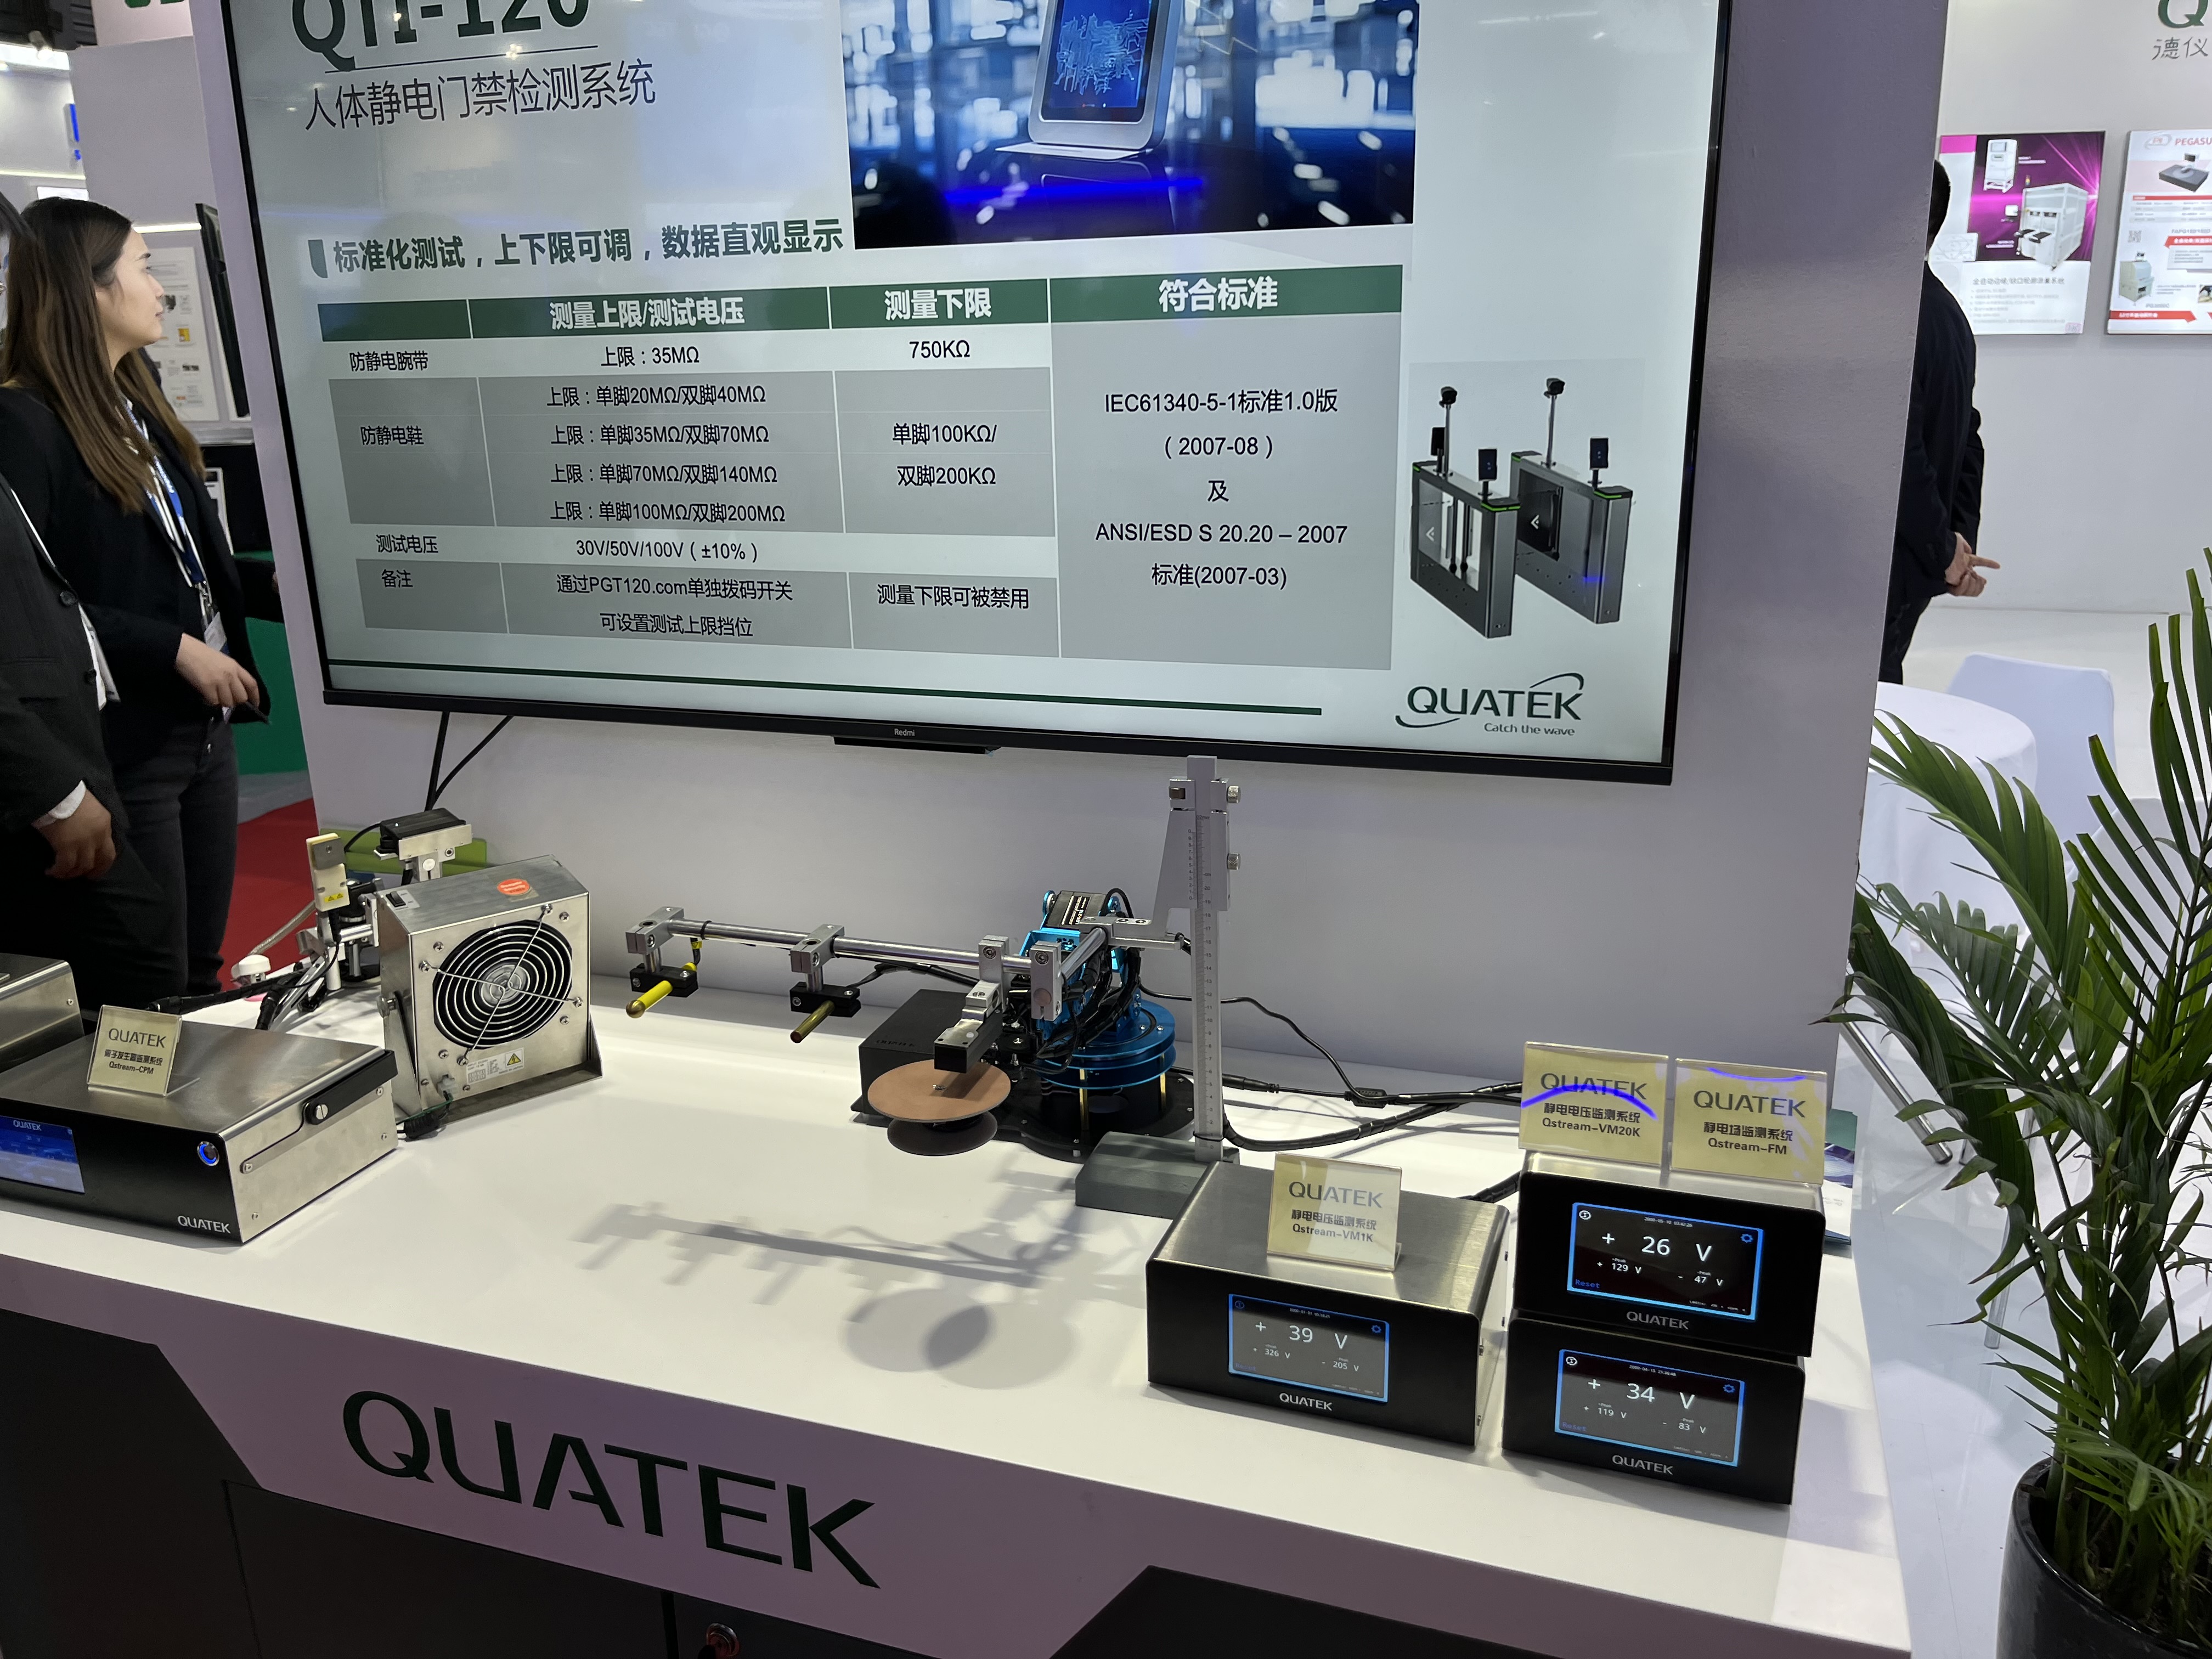 QTI-120
人体静电门禁检测系统
标准化测试，上下限可调，数据直观显示
测量上限/测试电压 测量下限 符合标准
防静电腕带 上限：35MΩ 750KΩ
防静电鞋
上限：单脚20MΩ/双脚40MΩ
上限：单脚35MΩ/双脚70MΩ
上限：单脚70MΩ/双脚140MΩ
上限：单脚100MΩ/双脚200MΩ
单脚100KΩ/
双脚200KΩ
IEC61340-5-1标准1.0版
（2007-08）
及
ANSI/ESD S 20.20 – 2007
标准(2007-03)
测试电压 30V/50V/100V（±10%）
备注
通过PGT120.com单独拨码开关
可设置测试上限挡位
测量下限可被禁用
QUATEK
Catch the wave
Redmi
德仪
PEGASU
QUATEK
离子发生器监测系统
Qstream-CPM
QUATEK
QUATEK
QUATEK
静电电压监测系统
Qstream-VM1K
QUATEK
静电电压监测系统
Qstream-VM20K
QUATEK
静电场监测系统
Qstream-FM
+ 39 V
+ 326 V - 205 V
QUATEK
+ 26 V
+ 129 V - 47 V
Reset
QUATEK
+ 34 V
+ 119 V - 83 V
Reset
QUATEK
QUATEK